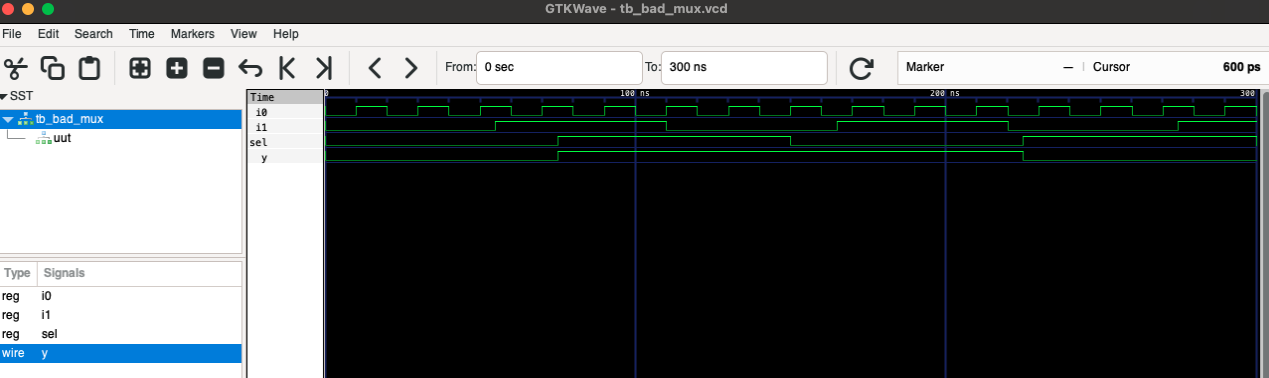 GTKWave - tb_bad_mux.vcd
File Edit Search Time Markers View Help
From: 0 sec To: 300 ns Marker — | Cursor 600 ps
SST
tb_bad_mux
uut
Type Signals
reg i0
reg i1
reg sel
wire y
Time
0 100 ns 200 ns 300
i0
i1
sel
y